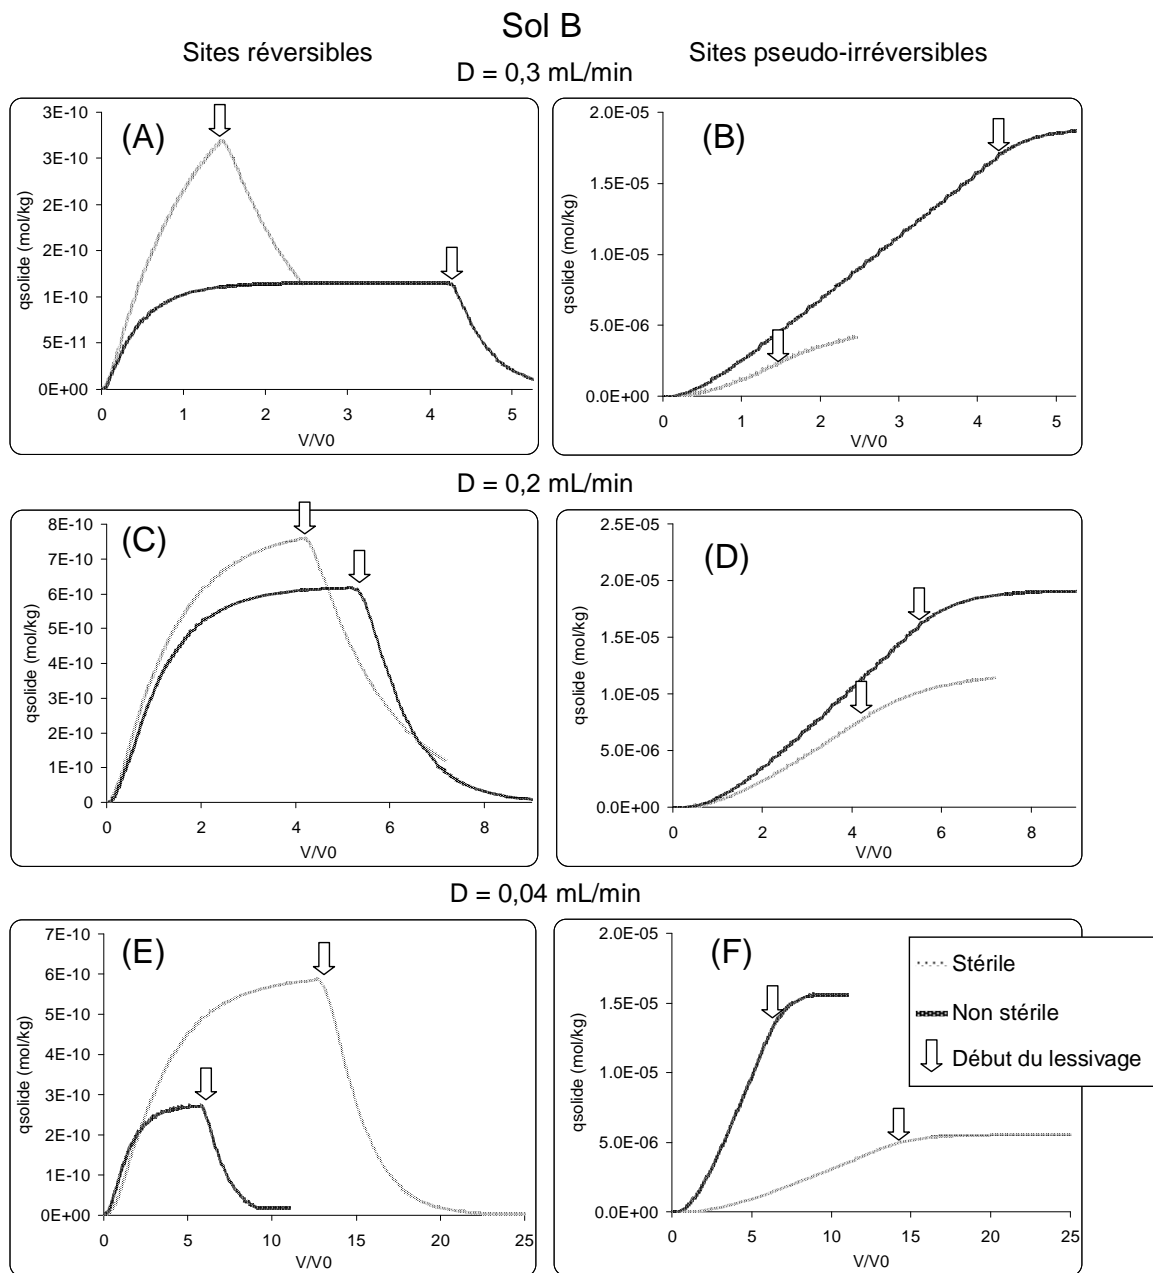 Sol B
Sites réversibles
Sites pseudo-irréversibles
D = 0,3 mL/min
(A)
qsolide (mol/kg)
3E-10
3E-10
2E-10
2E-10
1E-10
5E-11
0E+00
0 1 2 3 4 5
V/V0
(B)
qsolide (mol/kg)
2.0E-05
1.5E-05
1.0E-05
5.0E-06
0.0E+00
0 1 2 3 4 5
V/V0
D = 0,2 mL/min
(C)
qsolide (mol/kg)
8E-10
7E-10
6E-10
5E-10
4E-10
3E-10
2E-10
1E-10
0
0 2 4 6 8
V/V0
(D)
qsolide (mol/kg)
2.5E-05
2.0E-05
1.5E-05
1.0E-05
5.0E-06
0.0E+00
0 2 4 6 8
V/V0
D = 0,04 mL/min
(E)
qsolide (mol/kg)
7E-10
6E-10
5E-10
4E-10
3E-10
2E-10
1E-10
0E+00
0 5 10 15 20 25
V/V0
(F)
qsolide (mol/kg)
2.0E-05
1.5E-05
1.0E-05
5.0E-06
0.0E+00
0 5 10 15 20 25
V/V0
Stérile
Non stérile
Début du lessivage